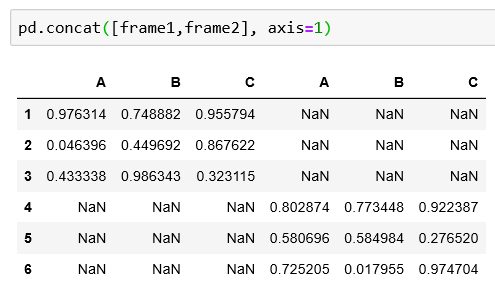 pd.concat([frame1,frame2], axis=1)
A B C A B C
1 0.976314 0.748882 0.955794 NaN NaN NaN
2 0.046396 0.449692 0.867622 NaN NaN NaN
3 0.433338 0.986343 0.323115 NaN NaN NaN
4 NaN NaN NaN 0.802874 0.773448 0.922387
5 NaN NaN NaN 0.580696 0.584984 0.276520
6 NaN NaN NaN 0.725205 0.017955 0.974704